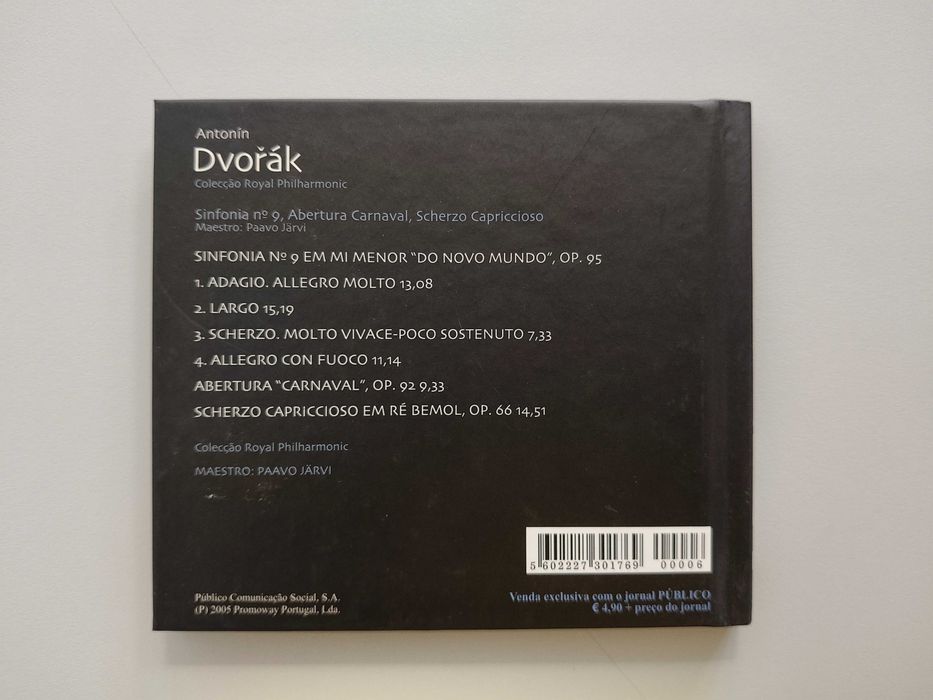 Antonín
Dvořák
Colecção Royal Philharmonic
Sinfonia nº 9, Abertura Carnaval, Scherzo Capriccioso
Maestro: Paavo Järvi
SINFONIA Nº 9 EM MI MENOR "DO NOVO MUNDO", OP. 95
1. ADAGIO. ALLEGRO MOLTO 13,08
2. LARGO 15,19
3. SCHERZO. MOLTO VIVACE-POCO SOSTENUTO 7,33
4. ALLEGRO CON FUOCO 11,14
ABERTURA "CARNAVAL", OP. 92 9,33
SCHERZO CAPRICCIOSO EM RÉ BEMOL, OP. 66 14,51
Colecção Royal Philharmonic
MAESTRO: PAAVO JÄRVI
5 602227 301769 00006
Público Comunicação Social, S.A.
(P) 2005 Promoway Portugal, Lda.
Venda exclusiva com o jornal PÚBLICO
€ 4,90 + preço do jornal